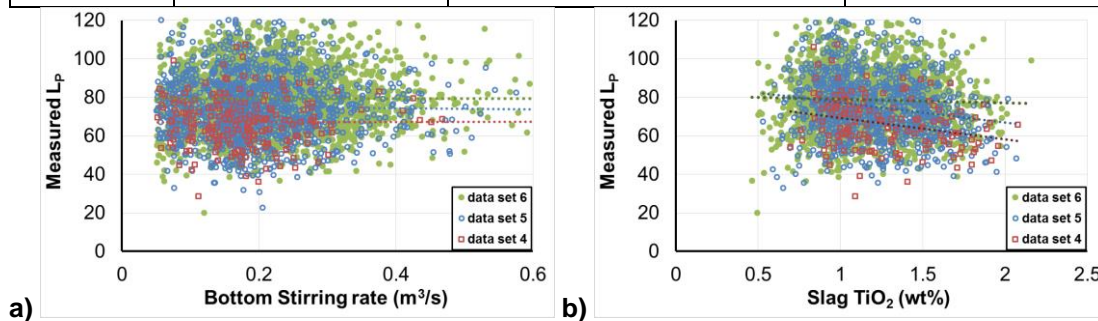 120
100
80
60
40
20
0
Measured LP
data set 6
data set 5
data set 4
0 0.2 0.4 0.6
Bottom Stirring rate (m³/s)
a)
120
100
80
60
40
20
0
Measured LP
data set 6
data set 5
data set 4
0 0.5 1 1.5 2 2.5
Slag TiO₂ (wt%)
b)